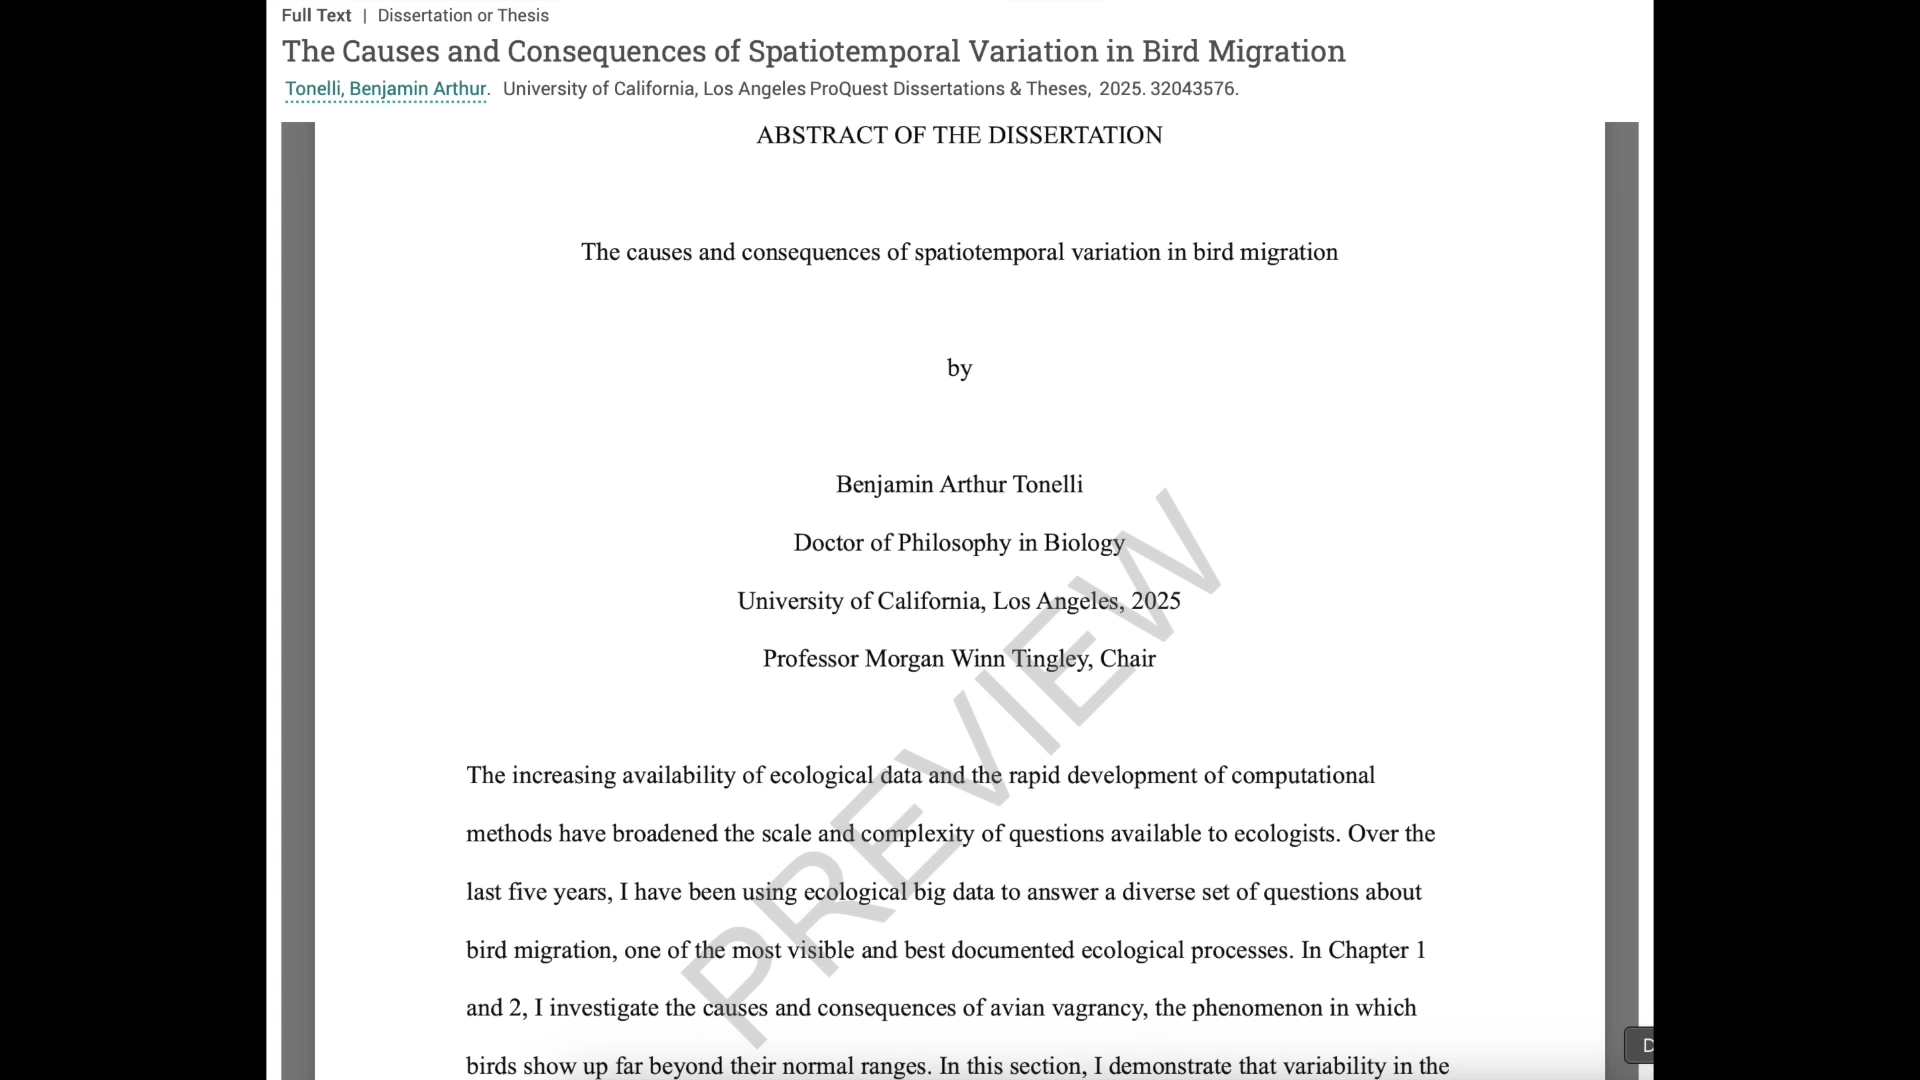 Full Text | Dissertation or Thesis
The Causes and Consequences of Spatiotemporal Variation in Bird Migration
Tonelli, Benjamin Arthur. University of California, Los Angeles ProQuest Dissertations & Theses, 2025. 32043576.
ABSTRACT OF THE DISSERTATION
The causes and consequences of spatiotemporal variation in bird migration
by
Benjamin Arthur Tonelli
Doctor of Philosophy in Biology
University of California, Los Angeles, 2025
Professor Morgan Winn Tingley, Chair
The increasing availability of ecological data and the rapid development of computational
methods have broadened the scale and complexity of questions available to ecologists. Over the
last five years, I have been using ecological big data to answer a diverse set of questions about
bird migration, one of the most visible and best documented ecological processes. In Chapter 1
and 2, I investigate the causes and consequences of avian vagrancy, the phenomenon in which
birds show up far beyond their normal ranges. In this section, I demonstrate that variability in the
PREVIEW